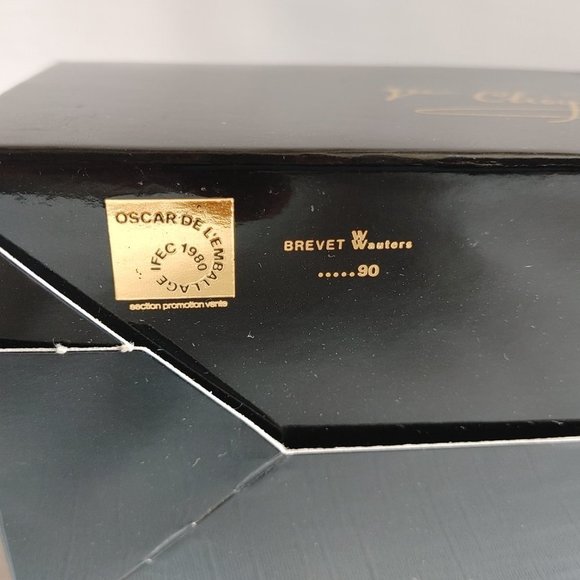 OSCAR DE L'EMBALLAGE
IFEC 1980
section promotion vente
BREVET Wauters
.....90